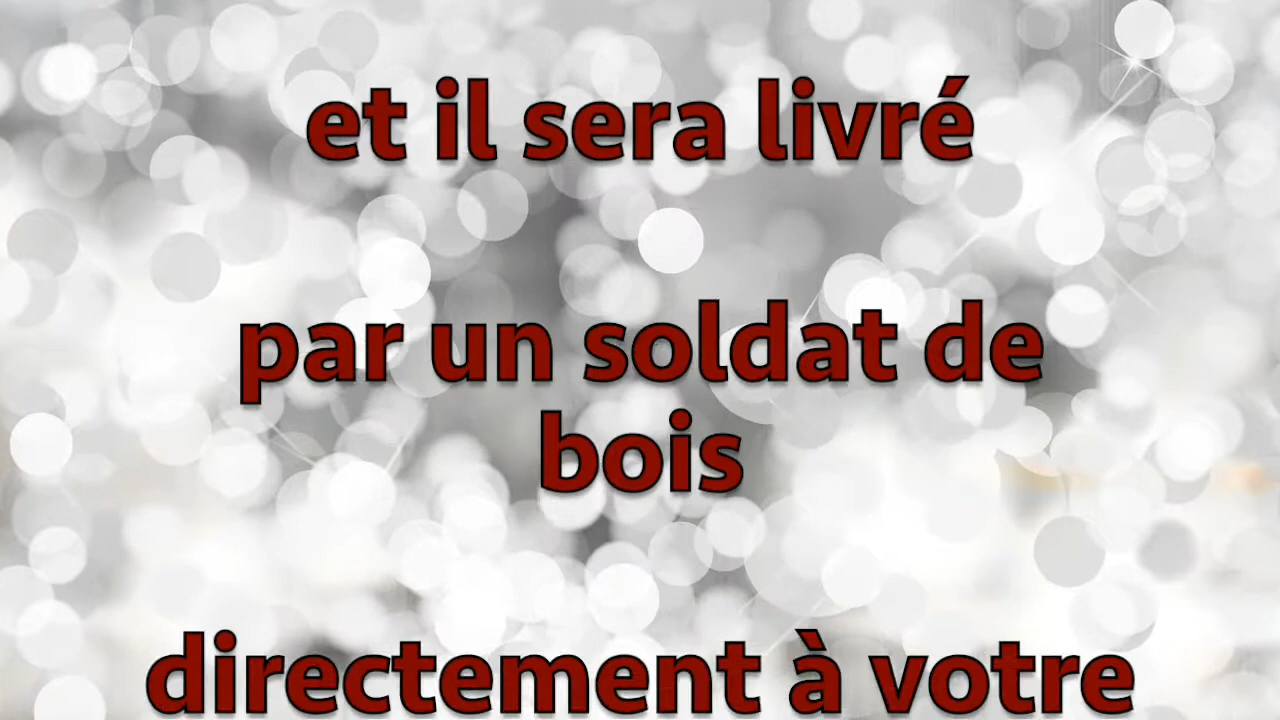 et il sera livré
par un soldat de
bois
directement à votre